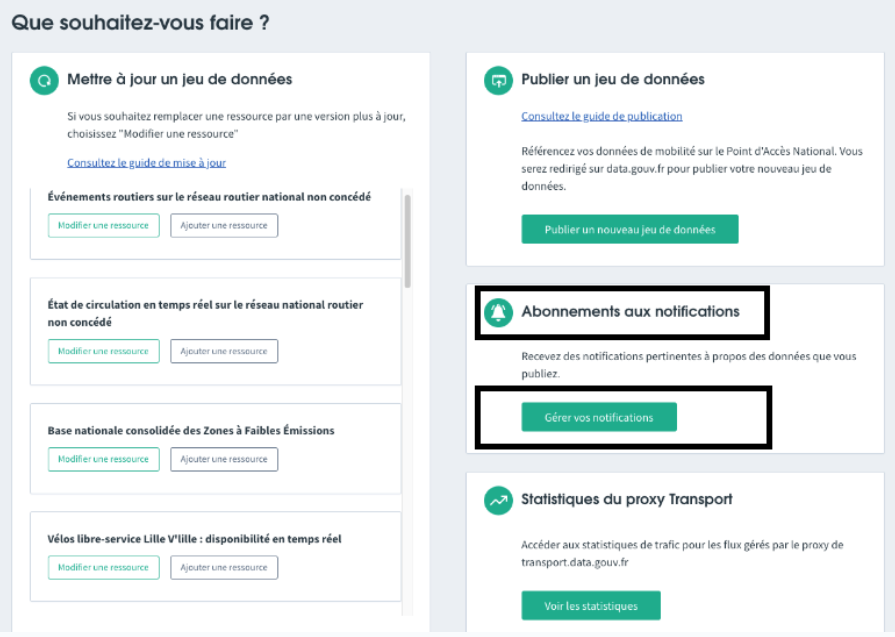 Que souhaitez-vous faire ?
Mettre à jour un jeu de données
Si vous souhaitez remplacer une ressource par une version plus à jour,
choisissez "Modifier une ressource"
Consultez le guide de mise à jour
Événements routiers sur le réseau routier national non concédé
Modifier une ressource
Ajouter une ressource
État de circulation en temps réel sur le réseau national routier
non concédé
Modifier une ressource
Ajouter une ressource
Base nationale consolidée des Zones à Faibles Émissions
Modifier une ressource
Ajouter une ressource
Vélos libre-service Lille V'lille : disponibilité en temps réel
Modifier une ressource
Ajouter une ressource
Publier un jeu de données
Consultez le guide de publication
Référencez vos données de mobilité sur le Point d'Accès National. Vous
serez redirigé sur data.gouv.fr pour publier votre nouveau jeu de
données.
Publier un nouveau jeu de données
Abonnements aux notifications
Recevez des notifications pertinentes à propos des données que vous
publiez.
Gérer vos notifications
Statistiques du proxy Transport
Accéder aux statistiques de trafic pour les flux gérés par le proxy de
transport.data.gouv.fr
Voir les statistiques